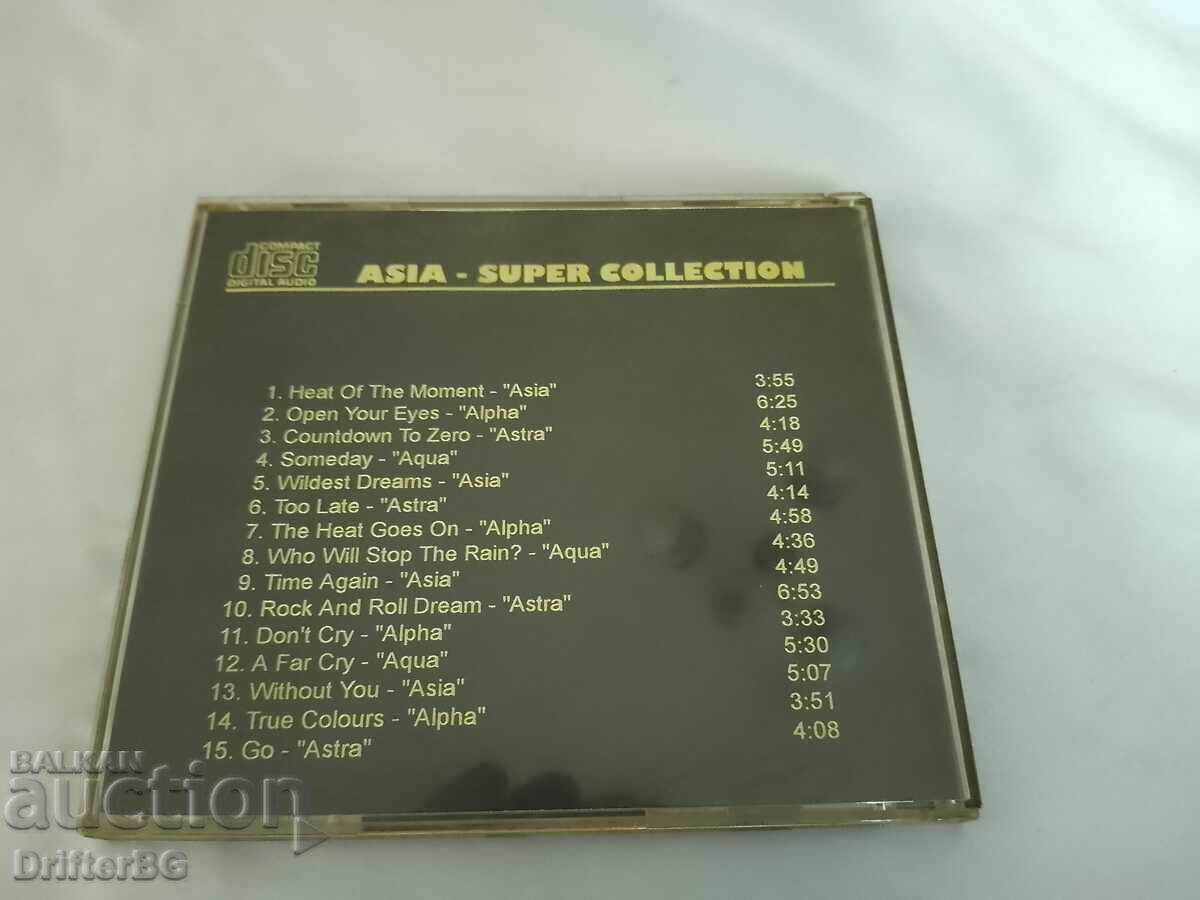 COMPACT
disc
DIGITAL AUDIO
ASIA - SUPER COLLECTION
1. Heat Of The Moment - "Asia" 3:55
2. Open Your Eyes - "Alpha" 6:25
3. Countdown To Zero - "Astra" 4:18
4. Someday - "Aqua" 5:49
5. Wildest Dreams - "Asia" 5:11
6. Too Late - "Astra" 4:14
7. The Heat Goes On - "Alpha" 4:58
8. Who Will Stop The Rain? - "Aqua" 4:36
9. Time Again - "Asia" 4:49
10. Rock And Roll Dream - "Astra" 6:53
11. Don't Cry - "Alpha" 3:33
12. A Far Cry - "Aqua" 5:30
13. Without You - "Asia" 5:07
14. True Colours - "Alpha" 3:51
15. Go - "Astra" 4:08
BALKAN
auction
DrifterBG